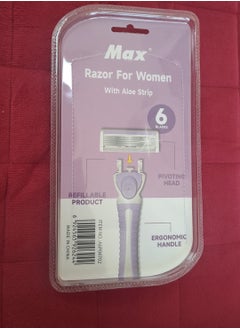 Max
Razor For Women
With Aloe Strip
6
BLADES
PIVOTING
HEAD
REFILLABLE
PRODUCT
ERGONOMIC
HANDLE
MADE IN CHINA